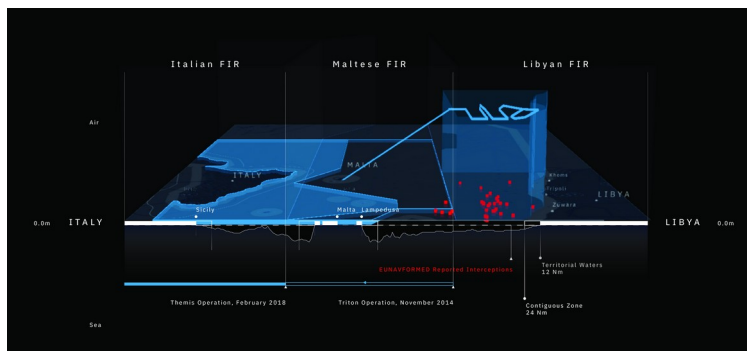 Italian FIR
Maltese FIR
Libyan FIR
Air
ITALY
MALTA
Khoms
Tripoli
LIBYA
Zuwara
Sicily
Malta
Lampedusa
0.0m
ITALY
LIBYA
0.0m
EUNAVFORMED Reported Interceptions
Territorial Waters
12 Nm
Themis Operation, February 2018
Triton Operation, November 2014
Contiguous Zone
24 Nm
Sea